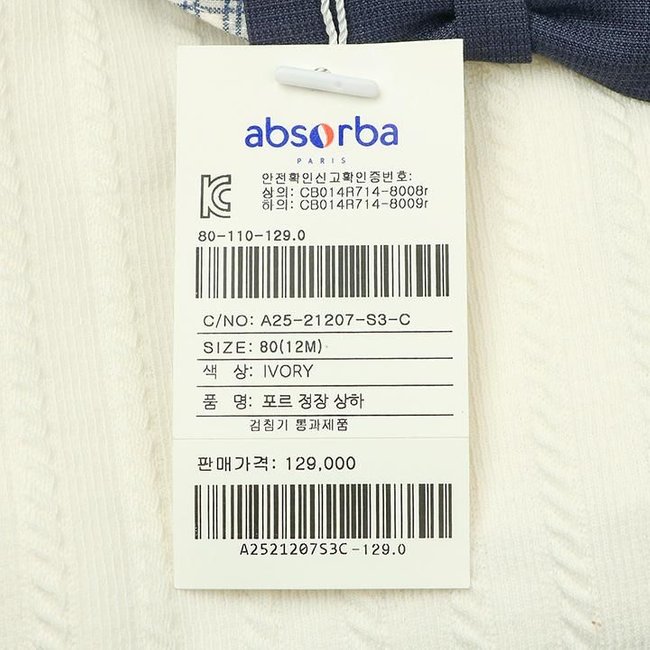 absorba
PARIS
안전확인신고확인증번호:
상의: CB014R714-8008r
하의: CB014R714-8009r
80-110-129.0
C/NO: A25-21207-S3-C
SIZE: 80(12M)
색 상: IVORY
품 명: 포르 정장 상하
검침기 통과제품
판매가격: 129,000
A2521207S3C-129.0